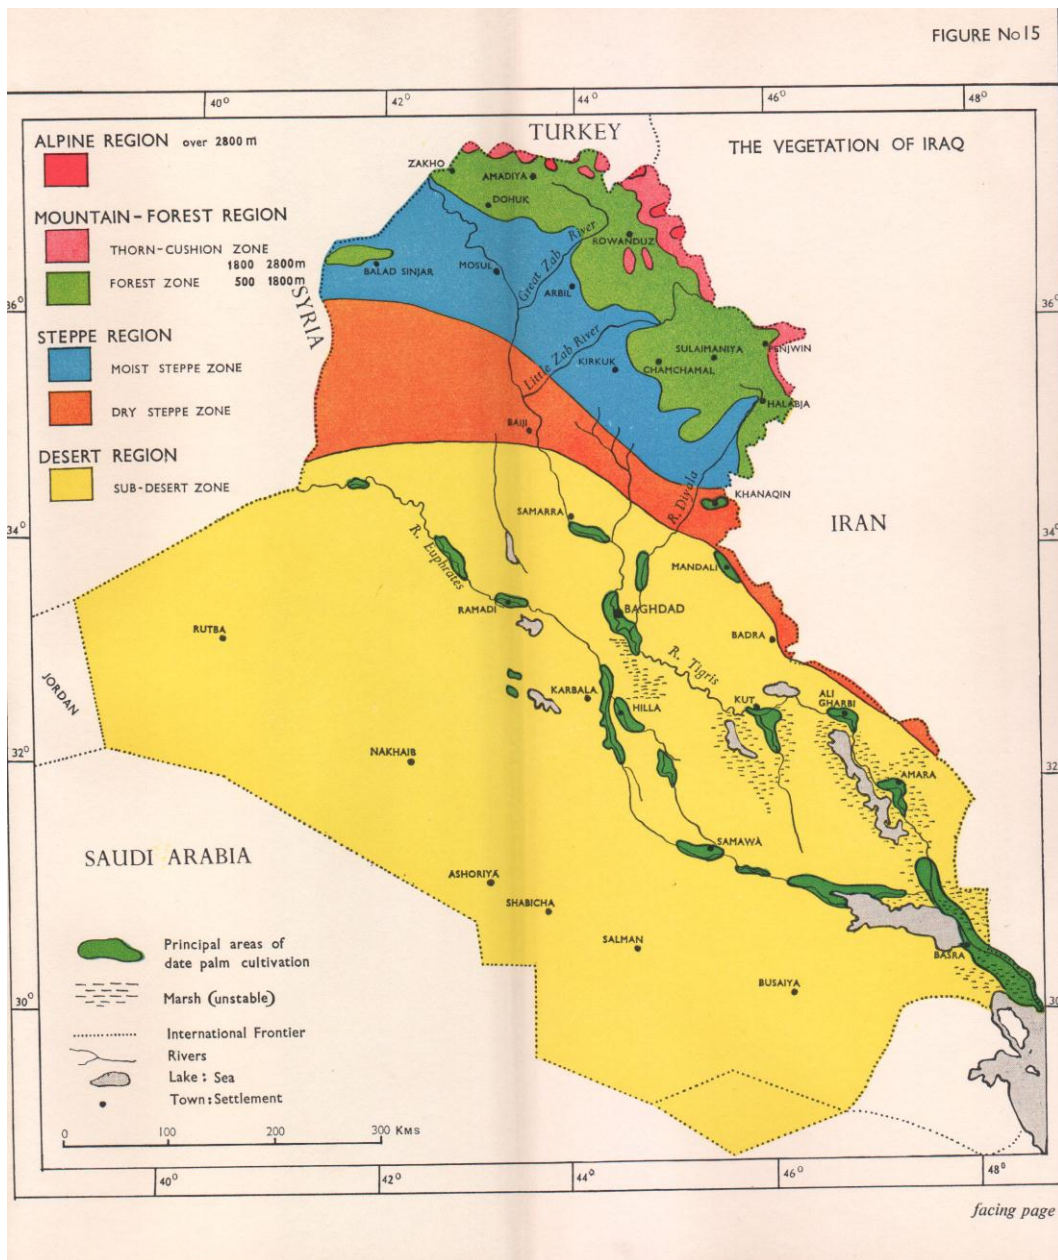 FIGURE No 15
40° 42° 44° 46° 48°
THE VEGETATION OF IRAQ
ALPINE REGION over 2800 m
MOUNTAIN-FOREST REGION
THORN-CUSHION ZONE
1800 2800m
FOREST ZONE 500 1800m
STEPPE REGION
MOIST STEPPE ZONE
DRY STEPPE ZONE
DESERT REGION
SUB-DESERT ZONE
TURKEY
ZAKHO
AMADIYA
DOHUK
ROWANDUZ
BALAD SINJAR
MOSUL
Great Zab River
ARBIL
36°
36°
SYRIA
Little Zab River
KIRKUK
SULAIMANIYA
PENJWIN
CHAMCHAMAL
HALABJA
BAIJI
R. Diyala
KHANAQIN
34°
34°
IRAN
SAMARRA
R. Euphrates
MANDALI
RAMADI
BAGHDAD
RUTBA
BADRA
JORDAN
R. Tigris
KARBALA
HILLA
KUT
ALI
GHARBI
32°
32
NAKHAIB
AMARA
SAUDI ARABIA
SAMAWA
ASHORIYA
SHABICHA
SALMAN
BASRA
BUSAIYA
30°
30
Principal areas of
date palm cultivation
Marsh (unstable)
International Frontier
Rivers
Lake: Sea
Town: Settlement
0 100 200 300 KMS
40° 42° 44° 46° 48°
facing page